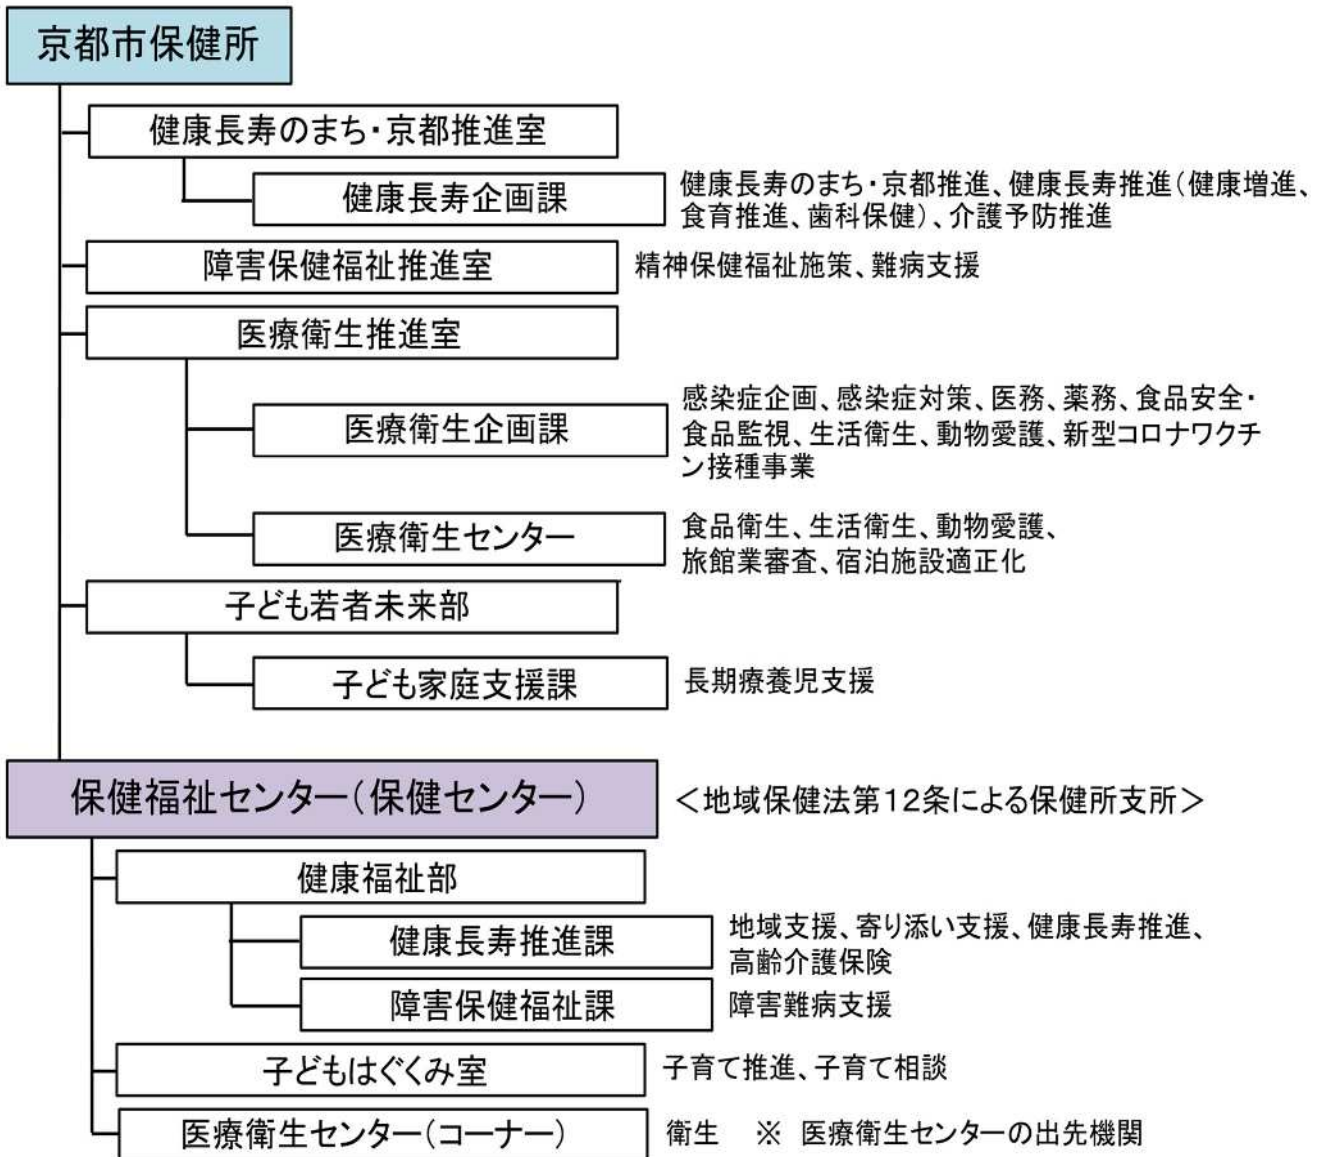 京都市保健所
健康長寿のまち・京都推進室
健康長寿企画課
健康長寿のまち・京都推進、健康長寿推進(健康増進、
食育推進、歯科保健)、介護予防推進
障害保健福祉推進室
精神保健福祉施策、難病支援
医療衛生推進室
医療衛生企画課
感染症企画、感染症対策、医務、薬務、食品安全・
食品監視、生活衛生、動物愛護、新型コロナワクチ
ン接種事業
医療衛生センター
食品衛生、生活衛生、動物愛護、
旅館業審査、宿泊施設適正化
子ども若者未来部
子ども家庭支援課
長期療養児支援
保健福祉センター(保健センター)
<地域保健法第12条による保健所支所>
健康福祉部
健康長寿推進課
地域支援、寄り添い支援、健康長寿推進、
高齢介護保険
障害保健福祉課
障害難病支援
子どもはぐくみ室
子育て推進、子育て相談
医療衛生センター(コーナー)
衛生 ※ 医療衛生センターの出先機関